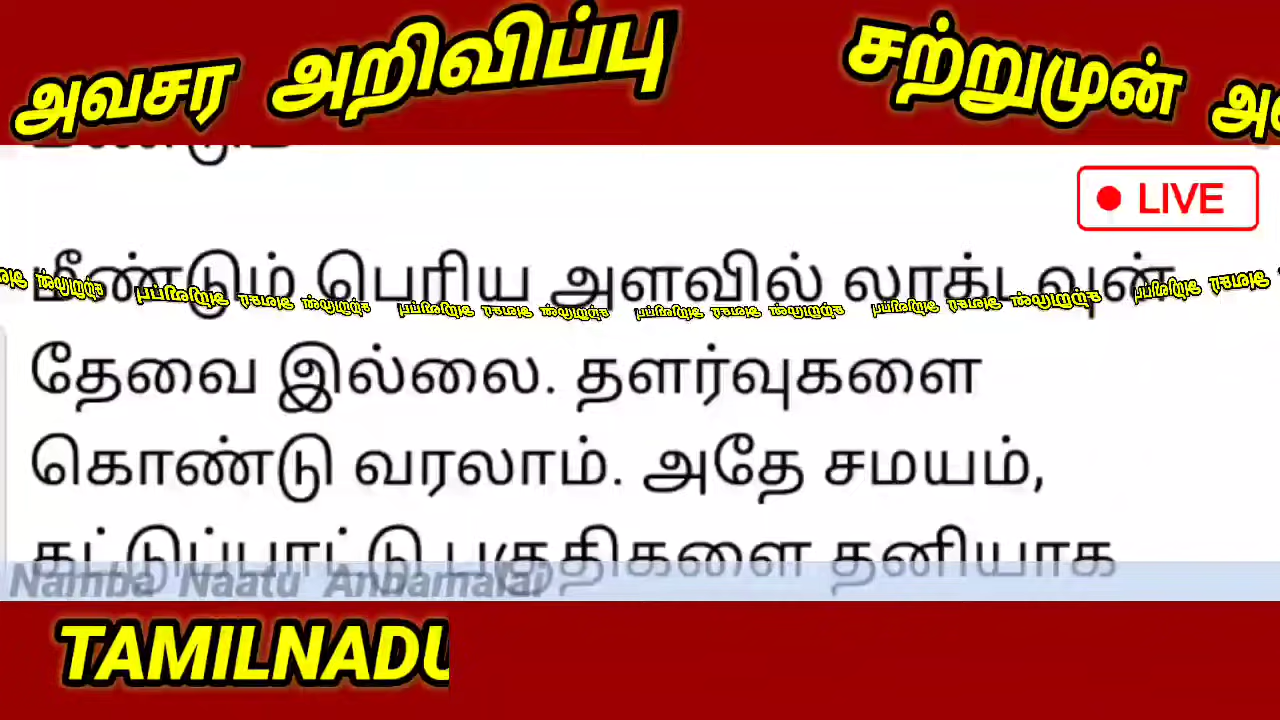 அவசர அறிவிப்பு சற்றுமுன்
LIVE
மீண்டும் பெரிய அளவில் லாக்டவுன்
தேவை இல்லை. தளர்வுகளை
கொண்டு வரலாம். அதே சமயம்,
கட்டுப்பாட்டு பகுதிகளை தனியாக
Namba Naatu Annamalai
TAMILNADU